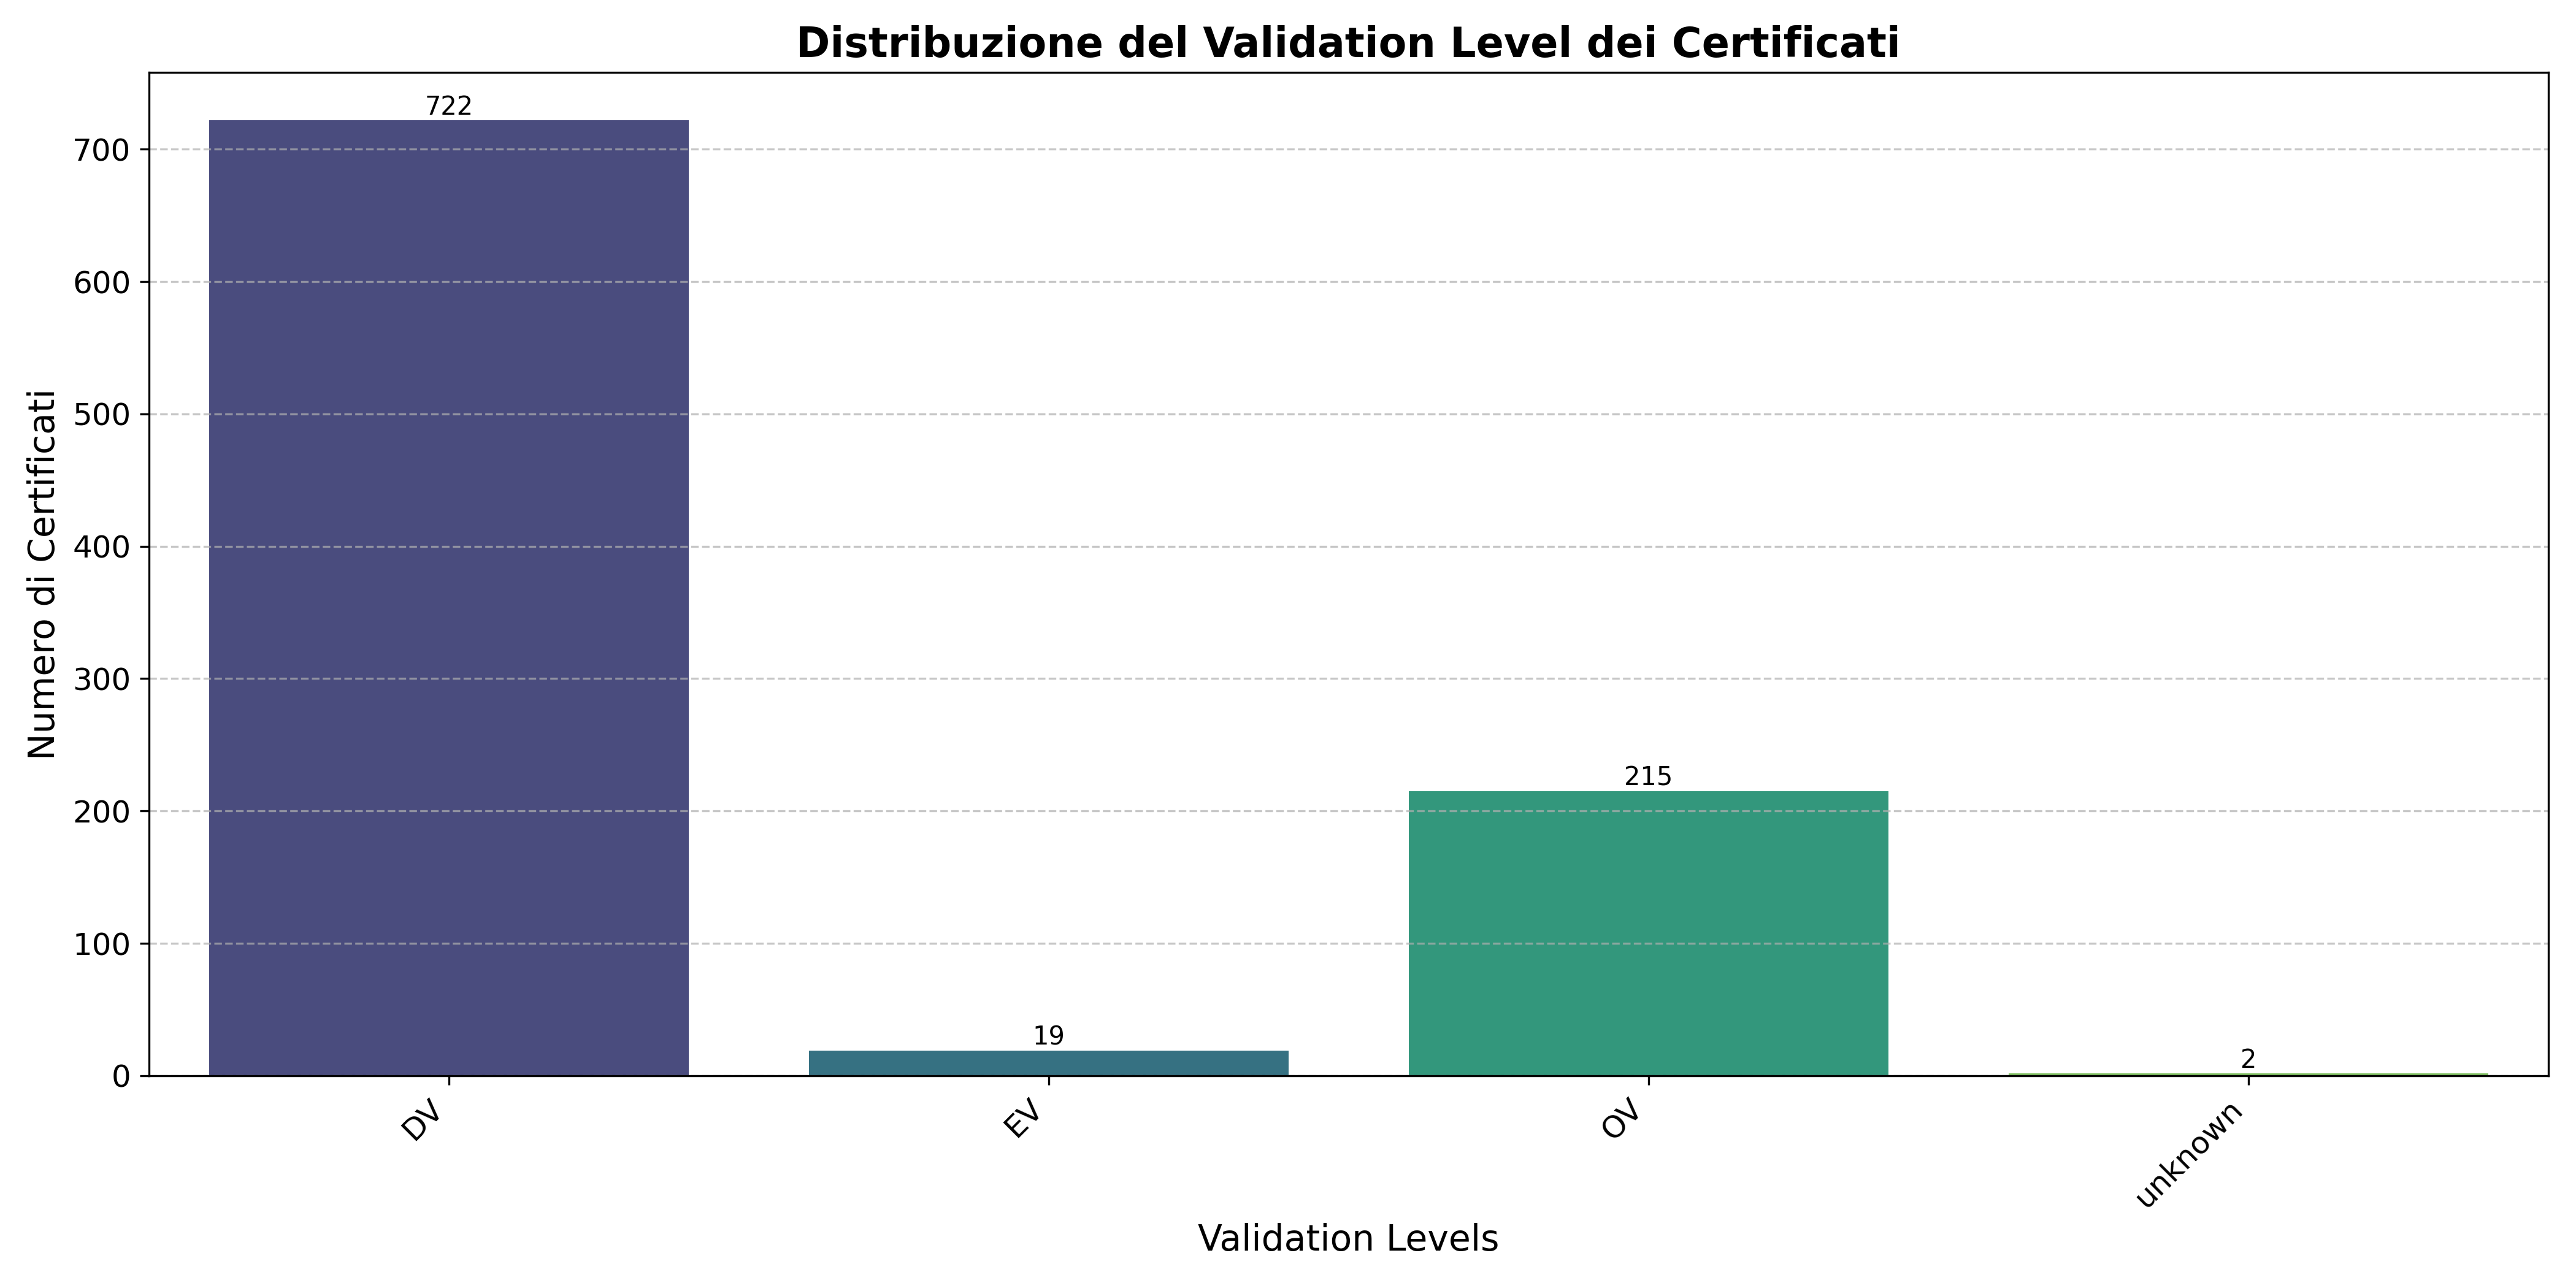 Distribuzione del Validation Level dei Certificati
Numero di Certificati
700
600
500
400
300
200
100
0
722
19
215
2
DV
EV
OV
unknown
Validation Levels